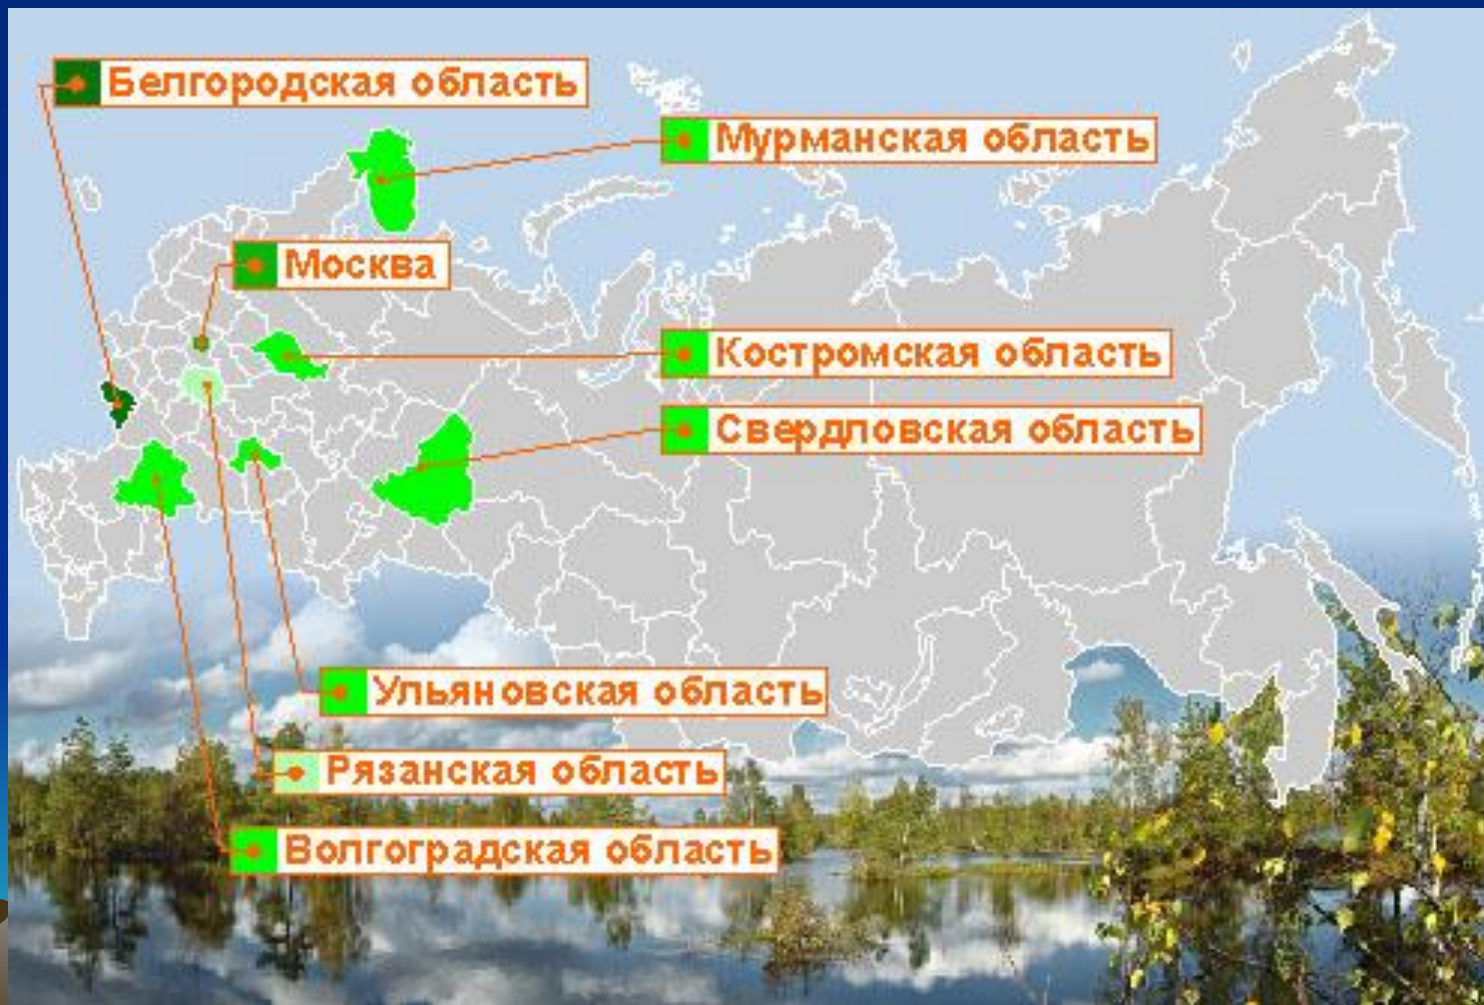 Белгородская область
Мурманская область
Москва
Костромская область
Свердловская область
Ульяновская область
Рязанская область
Волгоградская область